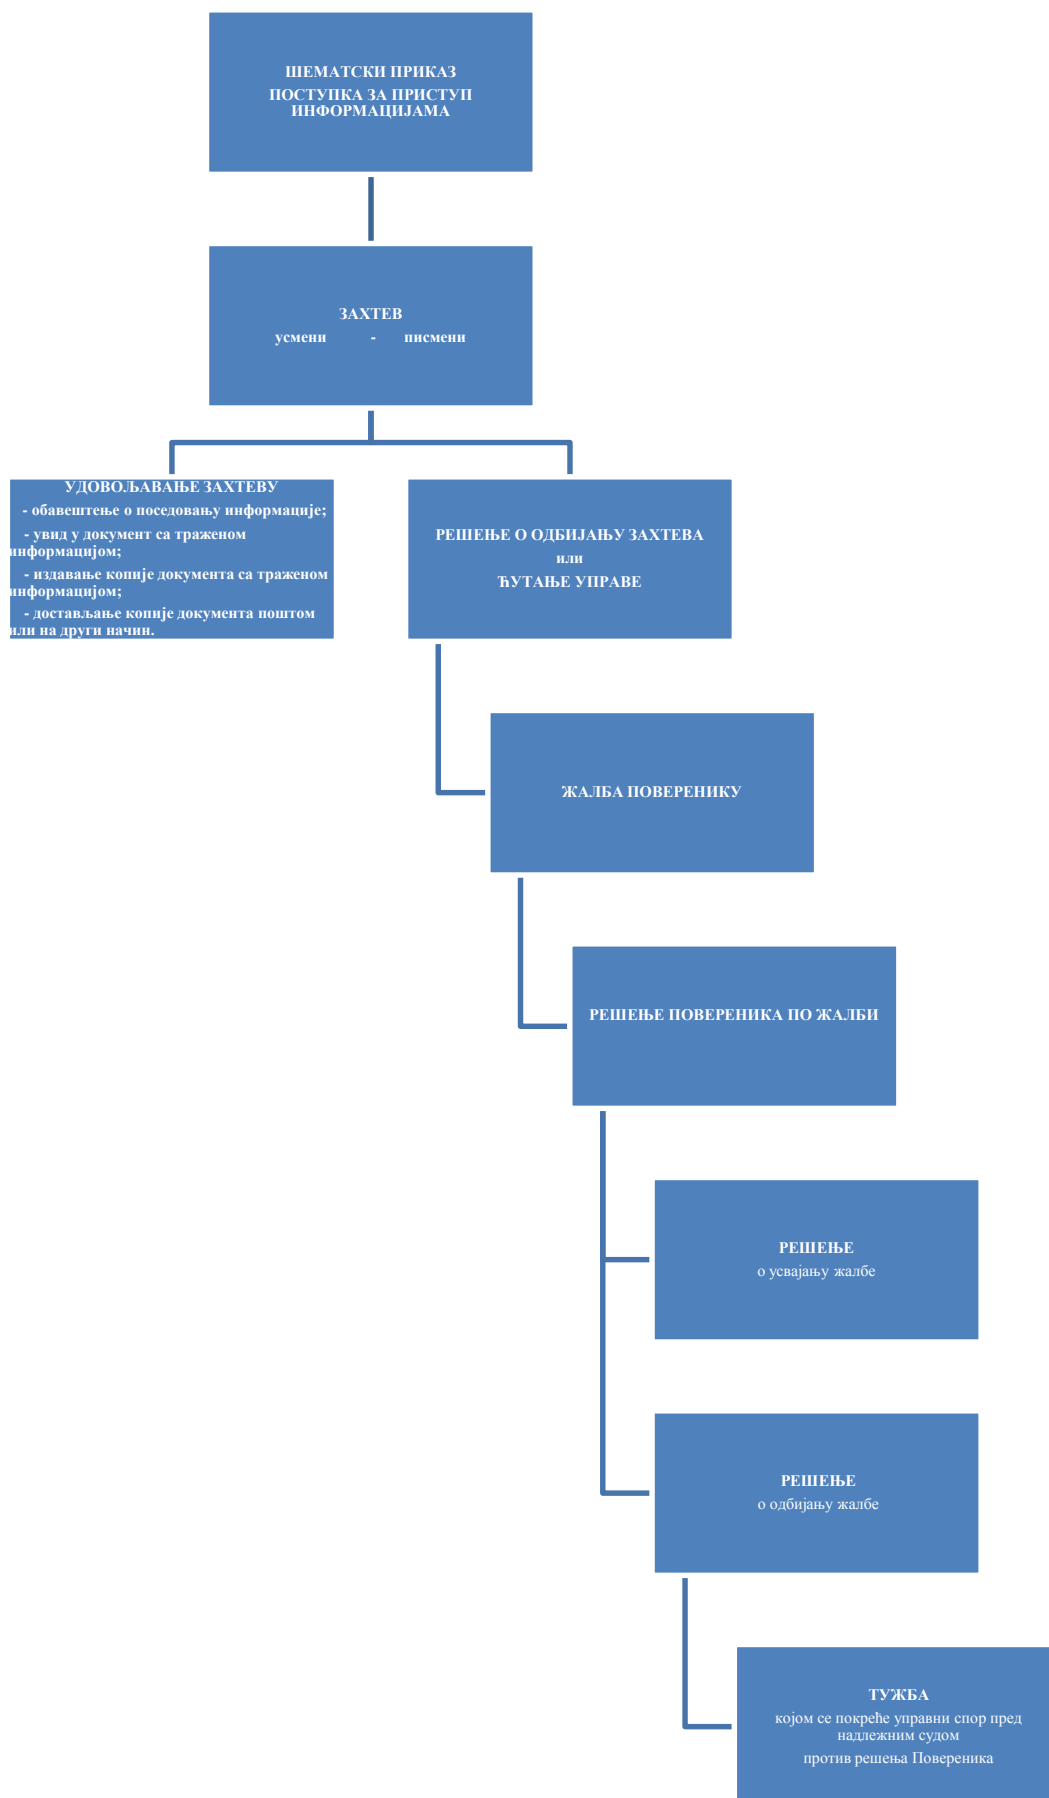 ШЕМАТСКИ ПРИКАЗ
ПОСТУПКА ЗА ПРИСТУП
ИНФОРМАЦИЈАМА
ЗАХТЕВ
усмени - писмени
УДОВОЉАВАЊЕ ЗАХТЕВУ
- обавештење о поседовању информације;
- увид у документ са траженом
информацијом;
- издавање копије документа са траженом
информацијом;
- достављање копије документа поштом
или на други начин.
РЕШЕЊЕ О ОДБИЈАЊУ ЗАХТЕВА
или
ЋУТАЊЕ УПРАВЕ
ЖАЛБА ПОВЕРЕНИКУ
РЕШЕЊЕ ПОВЕРЕНИКА ПО ЖАЛБИ
РЕШЕЊЕ
о усвајању жалбе
РЕШЕЊЕ
о одбијању жалбе
ТУЖБА
којом се покреће управни спор пред
надлежним судом
против решења Повереника